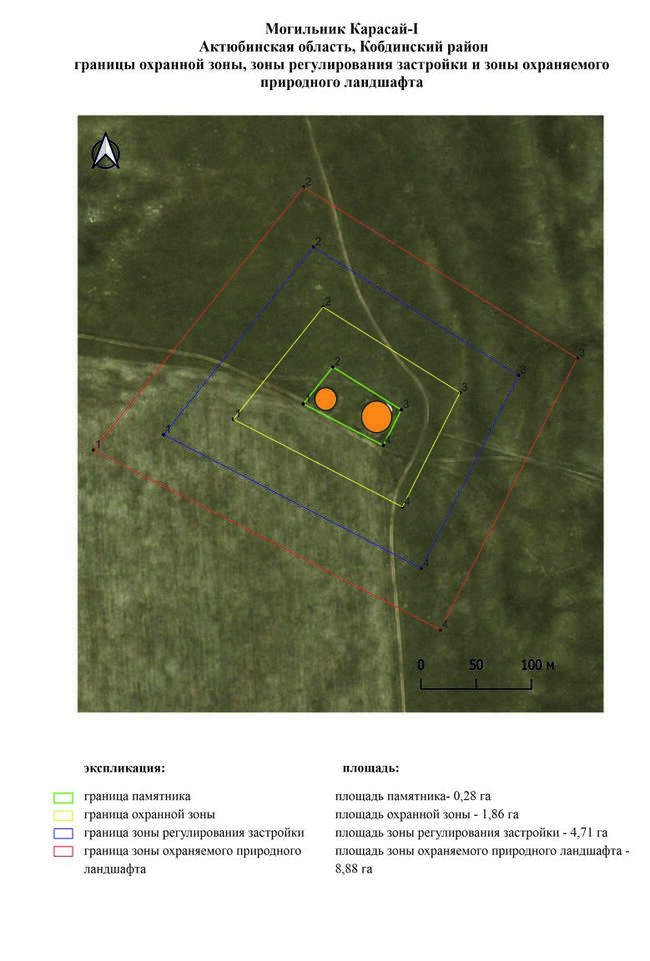 Могильник Карасай-I
Актюбинская область, Кобдинский район
границы охранной зоны, зоны регулирования застройки и зоны охраняемого
природного ландшафта
2
2
3
2
3
2
3
3
1
1
1
4
4
4
0 50 100 м
экспликация: площадь:
граница памятника площадь памятника- 0,28 га
граница охранной зоны площадь охранной зоны - 1,86 га
граница зоны регулирования застройки площадь зоны регулирования застройки - 4,71 га
граница зоны охраняемого природного площадь зоны охраняемого природного ландшафта -
ландшафта 8,88 га